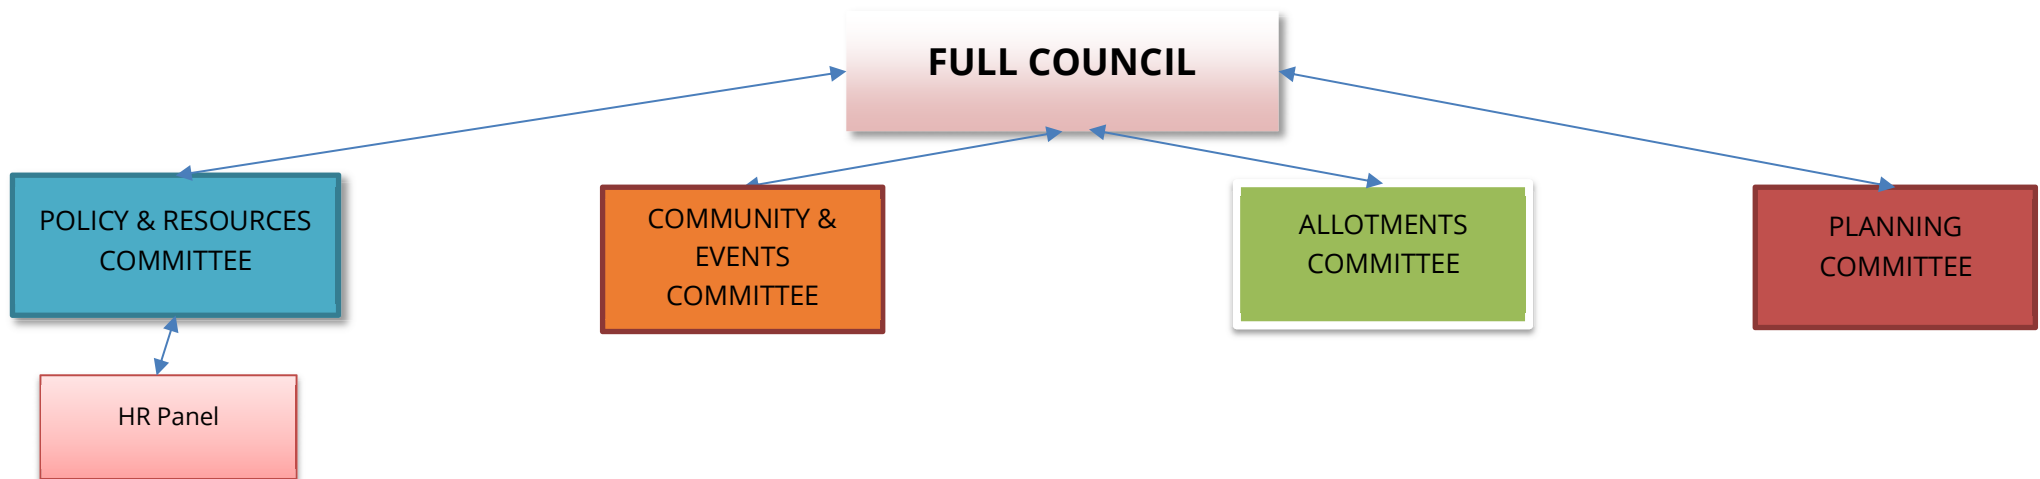 FULL COUNCIL
POLICY & RESOURCES
COMMITTEE
COMMUNITY &
EVENTS
COMMITTEE
ALLOTMENTS
COMMITTEE
PLANNING
COMMITTEE
HR Panel